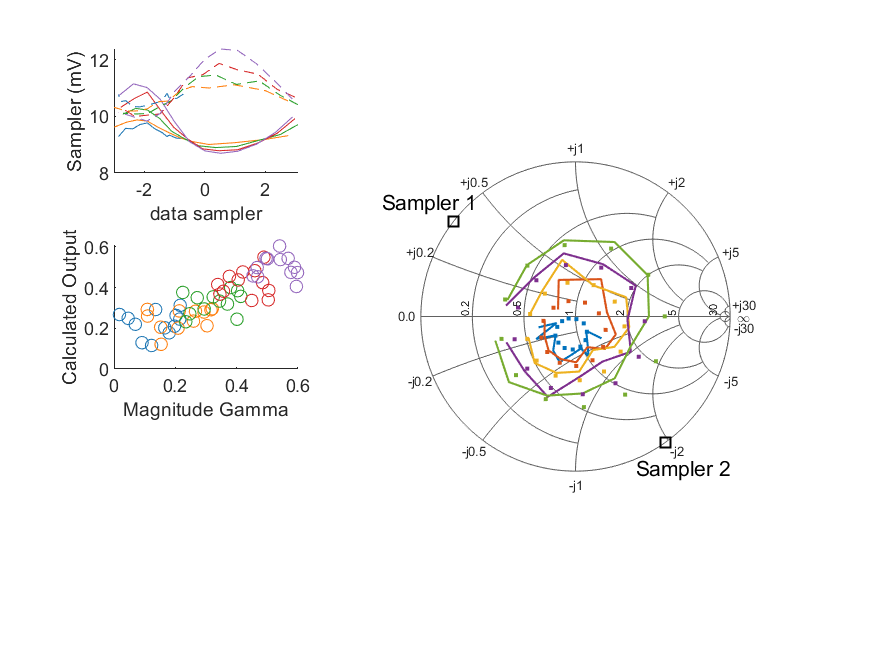 12
10
8
Sampler (mV)
-2
0
2
data sampler
0.6
0.4
0.2
0
Calculated Output
0
0.2
0.4
0.6
Magnitude Gamma
+j1
+j0.5
+j2
Sampler 1
+j0.2
+j5
0.0
0.2
0.5
1
2
5
30
+j30
∞
-j30
-j0.2
-j5
-j0.5
-j2
Sampler 2
-j1